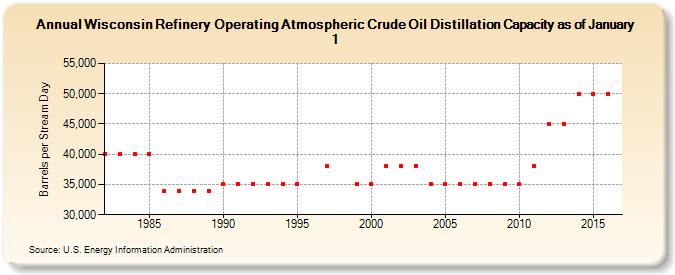 Annual Wisconsin Refinery Operating Atmospheric Crude Oil Distillation Capacity as of January
1
Barrels per Stream Day
55,000
50,000
45,000
40,000
35,000
30,000
1985 1990 1995 2000 2005 2010 2015
Source: U.S. Energy Information Administration